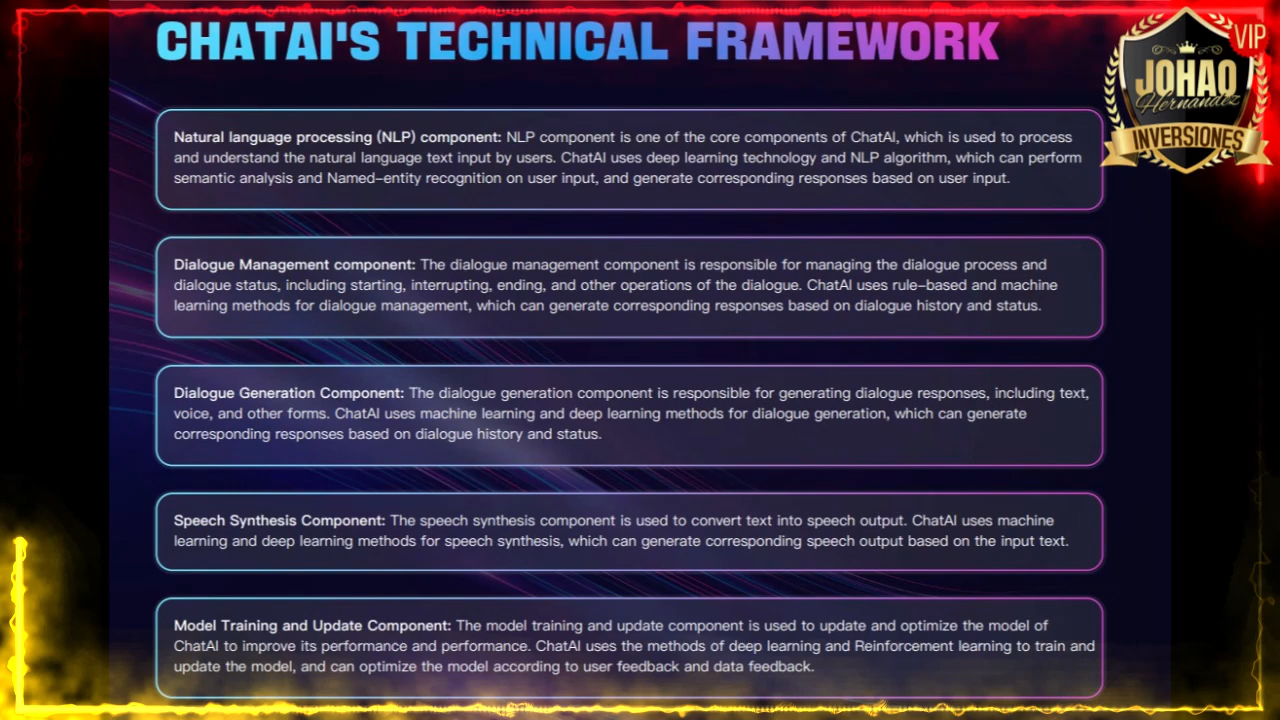 CHATAI'S TECHNICAL FRAMEWORK
VIP
JOHAO
Hernandez
INVERSIONES
Natural language processing (NLP) component: NLP component is one of the core components of ChatAI, which is used to process
and understand the natural language text input by users. ChatAI uses deep learning technology and NLP algorithm, which can perform
semantic analysis and Named-entity recognition on user input, and generate corresponding responses based on user input.
Dialogue Management component: The dialogue management component is responsible for managing the dialogue process and
dialogue status, including starting, interrupting, ending, and other operations of the dialogue. ChatAI uses rule-based and machine
learning methods for dialogue management, which can generate corresponding responses based on dialogue history and status.
Dialogue Generation Component: The dialogue generation component is responsible for generating dialogue responses, including text,
voice, and other forms. ChatAI uses machine learning and deep learning methods for dialogue generation, which can generate
corresponding responses based on dialogue history and status.
Speech Synthesis Component: The speech synthesis component is used to convert text into speech output. ChatAI uses machine
learning and deep learning methods for speech synthesis, which can generate corresponding speech output based on the input text.
Model Training and Update Component: The model training and update component is used to update and optimize the model of
ChatAI to improve its performance and performance. ChatAI uses the methods of deep learning and Reinforcement learning to train and
update the model, and can optimize the model according to user feedback and data feedback.